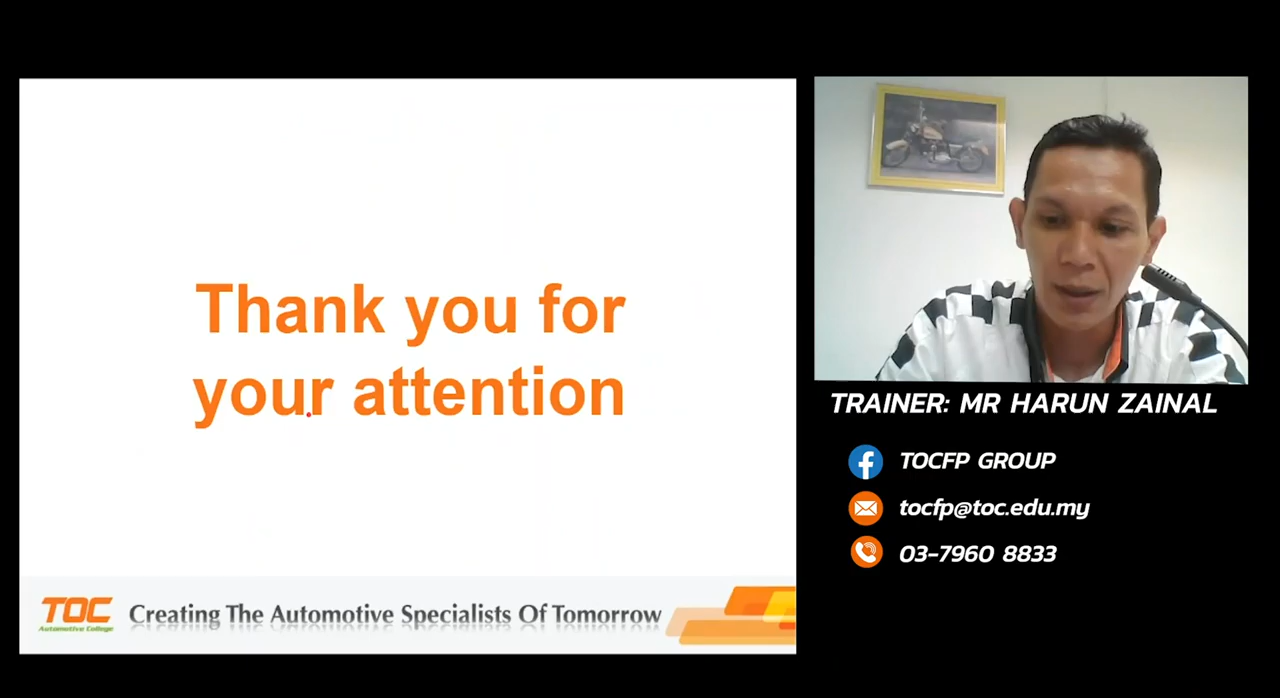 Thank you for
your attention
TOC
Automotive College
Creating The Automotive Specialists Of Tomorrow
TRAINER: MR HARUN ZAINAL
TOCFP GROUP
tocfp@toc.edu.my
03-7960 8833